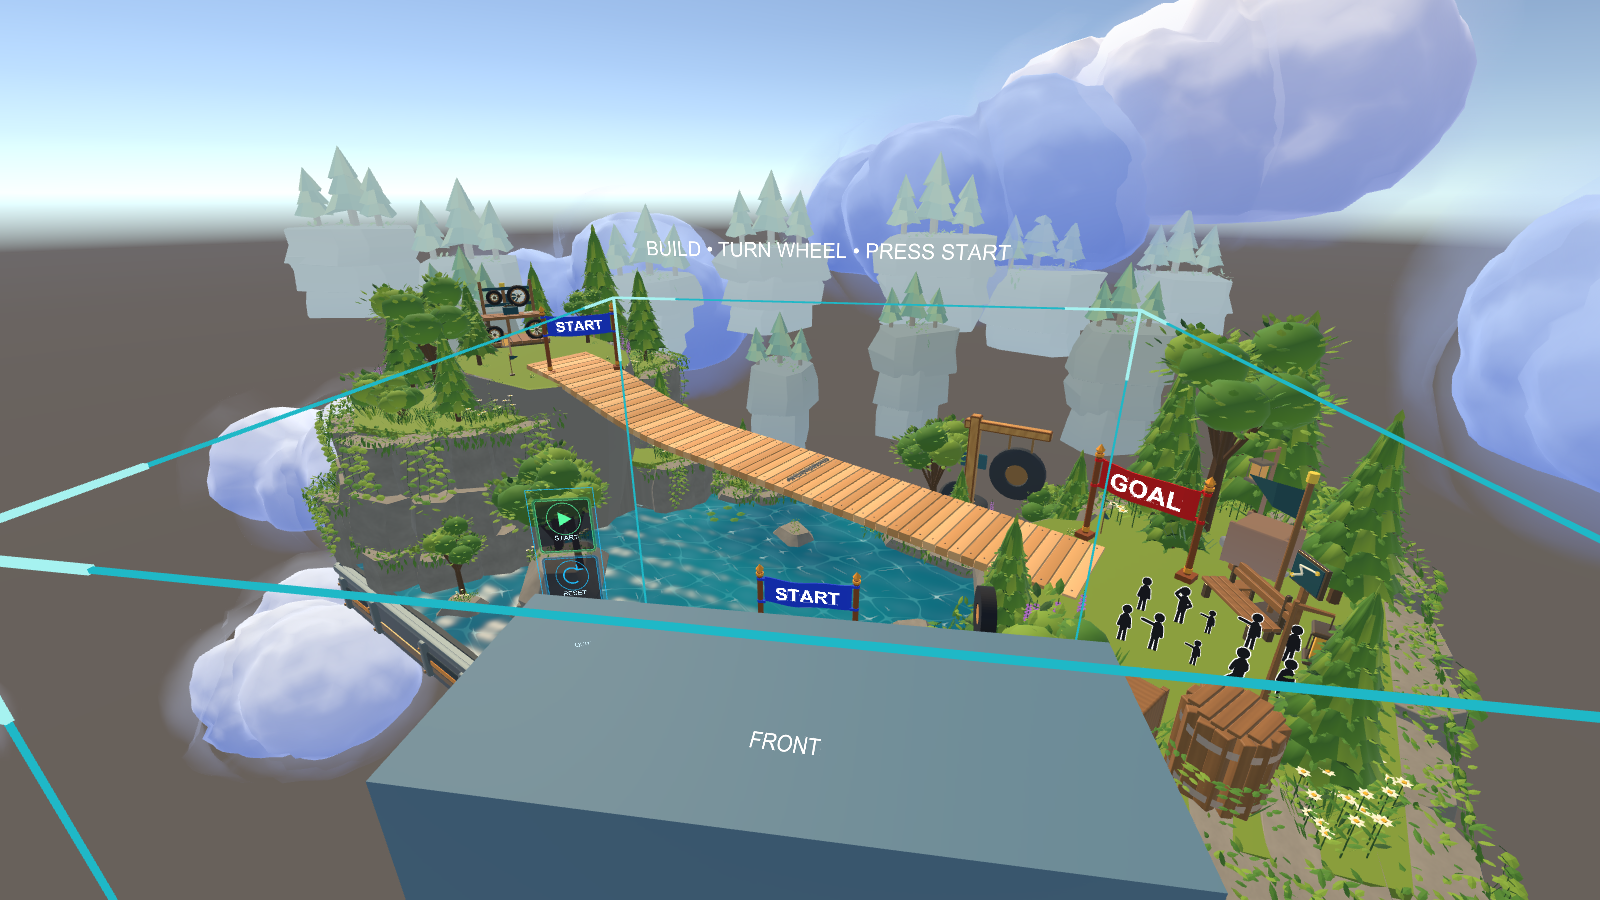 BUILD • TURN WHEEL • PRESS START
START
GOAL
START
RESET
START
FRONT